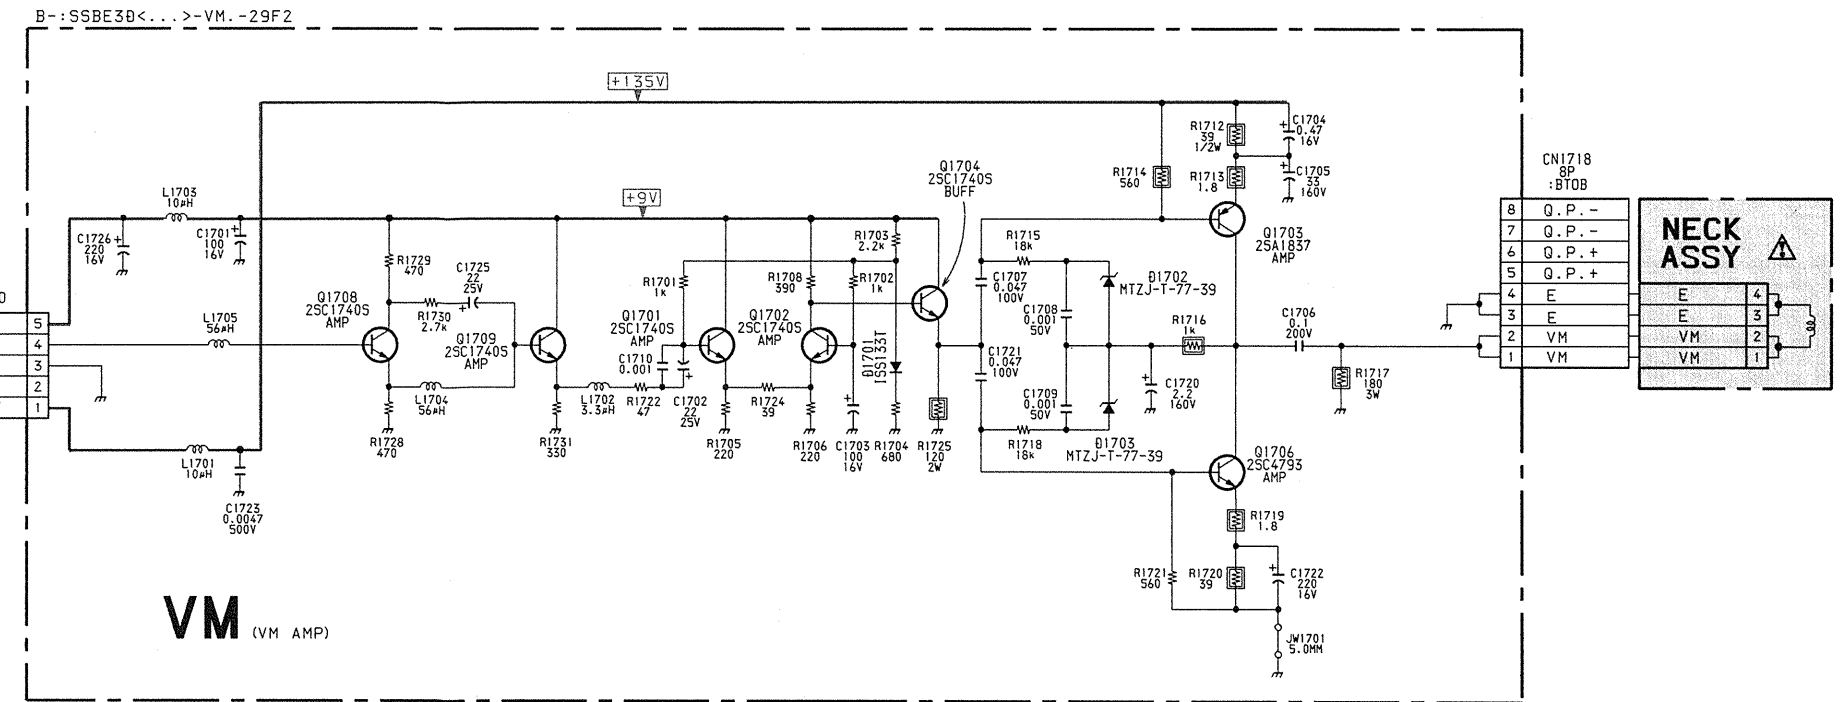 B-:SSBE3D<...>-VM.-29F2
+135V
+9V
L1703
10μH
C1726
220
16V
C1701
100
16V
L1705
56μH
5
4
3
2
1
L1701
10μH
C1723
0.0047
500V
R1729
470
C1725
22
25V
Q1708
2SC1740S
AMP
R1730
2.7k
Q1709
2SC1740S
AMP
L1704
56μH
R1728
470
R1731
330
L1702
3.3μH
R1722
47
C1710
0.001
C1702
22
25V
R1701
1k
Q1701
2SC1740S
AMP
R1705
220
R1724
39
Q1702
2SC1740S
AMP
R1708
390
R1706
220
R1703
2.2k
R1702
1k
D1701
ISS133T
C1703
100
16V
R1704
680
Q1704
2SC1740S
BUFF
R1725
120
2W
R1715
18k
C1707
0.047
100V
C1708
0.001
50V
C1721
0.047
100V
C1709
0.001
50V
R1718
18k
D1702
MTZJ-T-77-39
D1703
MTZJ-T-77-39
C1720
2.2
160V
R1716
1k
R1714
560
R1712
39
1/2W
R1713
1.8
C1704
0.47
16V
C1705
33
160V
Q1703
2SA1837
AMP
C1706
0.1
200V
R1717
180
3W
Q1706
2SC4793
AMP
R1719
1.8
R1721
560
R1720
39
C1722
220
16V
JW1701
5.0MM
CN1718
8P
:BTOB
8 Q.P.-
7 Q.P.-
6 Q.P.+
5 Q.P.+
4 E
3 E
2 VM
1 VM
NECK
ASSY
E 4
E 3
VM 2
VM 1
VM (VM AMP)